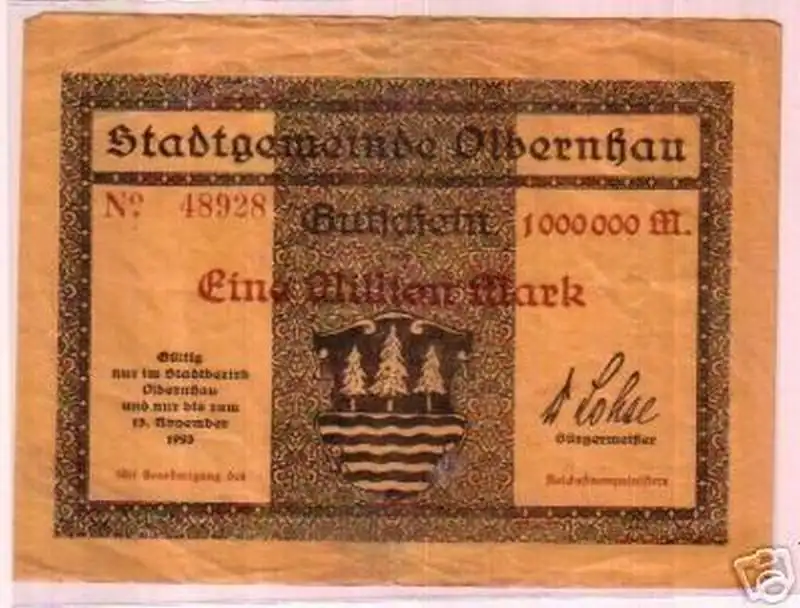 Stadtgemeinde Olbernhau
Nº 48928
Gutschein
1000000 M.
Eine Million Mark
Gültig
nur im Stadtbezirk
Olbernhau
und nur bis zum
15. November
1923
Dr Lohse
Bürgermeister
Mit Genehmigung des Reichsfinanzministers